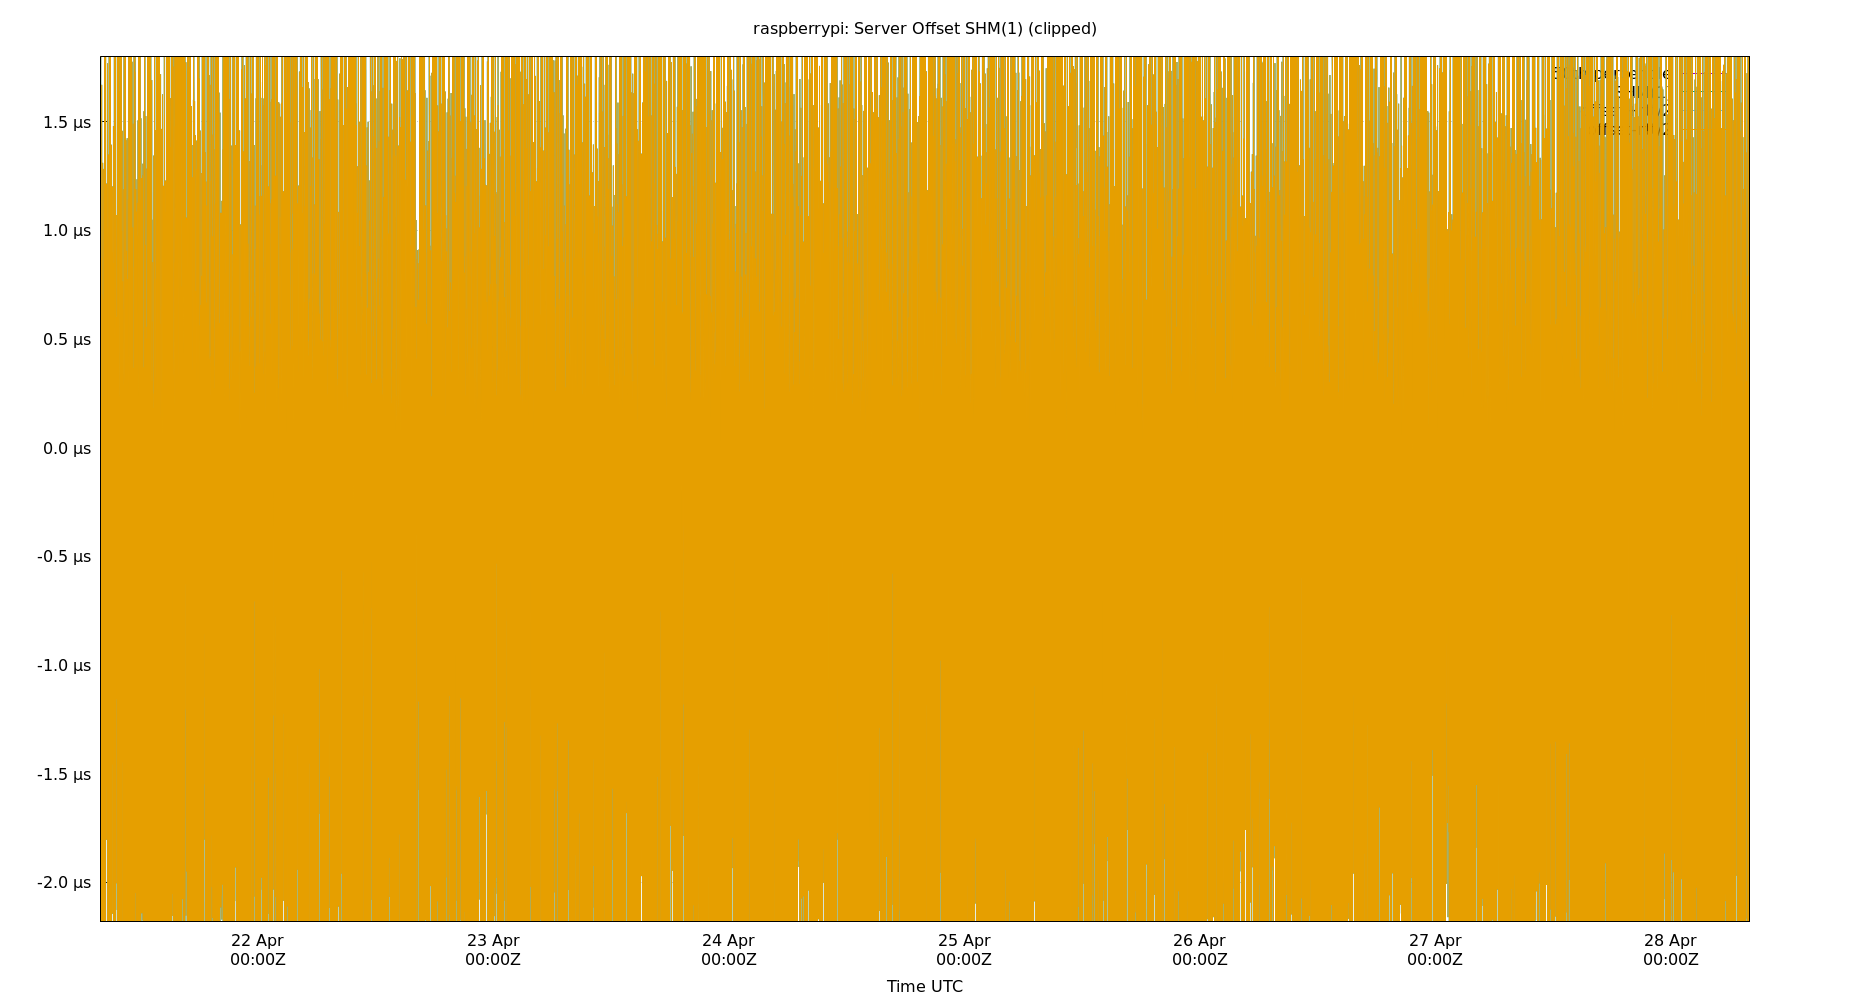 raspberrypi: Server Offset SHM(1) (clipped)
1.5 µs
1.0 µs
0.5 µs
0.0 µs
-0.5 µs
-1.0 µs
-1.5 µs
-2.0 µs
22 Apr 23 Apr 24 Apr 25 Apr 26 Apr 27 Apr 28 Apr
00:00Z 00:00Z 00:00Z 00:00Z 00:00Z 00:00Z 00:00Z
Time UTC